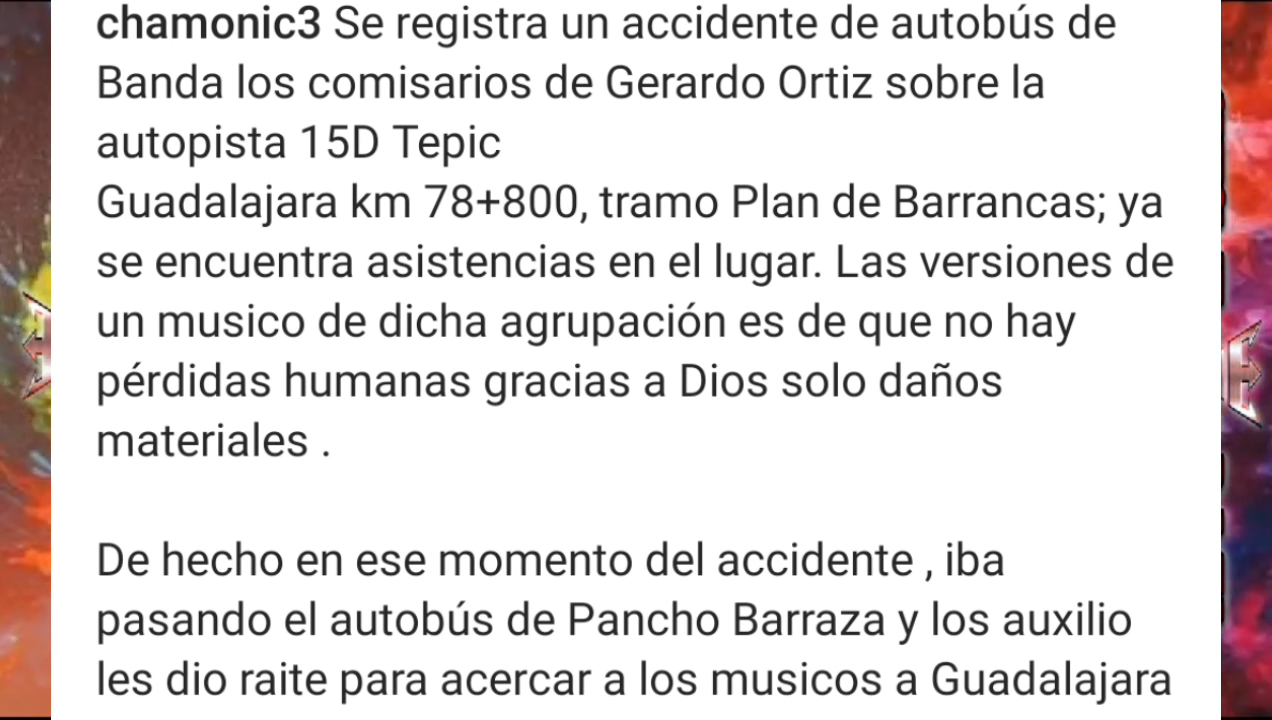 chamonic3 Se registra un accidente de autobús de
Banda los comisarios de Gerardo Ortiz sobre la
autopista 15D Tepic
Guadalajara km 78+800, tramo Plan de Barrancas; ya
se encuentra asistencias en el lugar. Las versiones de
un musico de dicha agrupación es de que no hay
pérdidas humanas gracias a Dios solo daños
materiales .
De hecho en ese momento del accidente , iba
pasando el autobús de Pancho Barraza y los auxilio
les dio raite para acercar a los musicos a Guadalajara